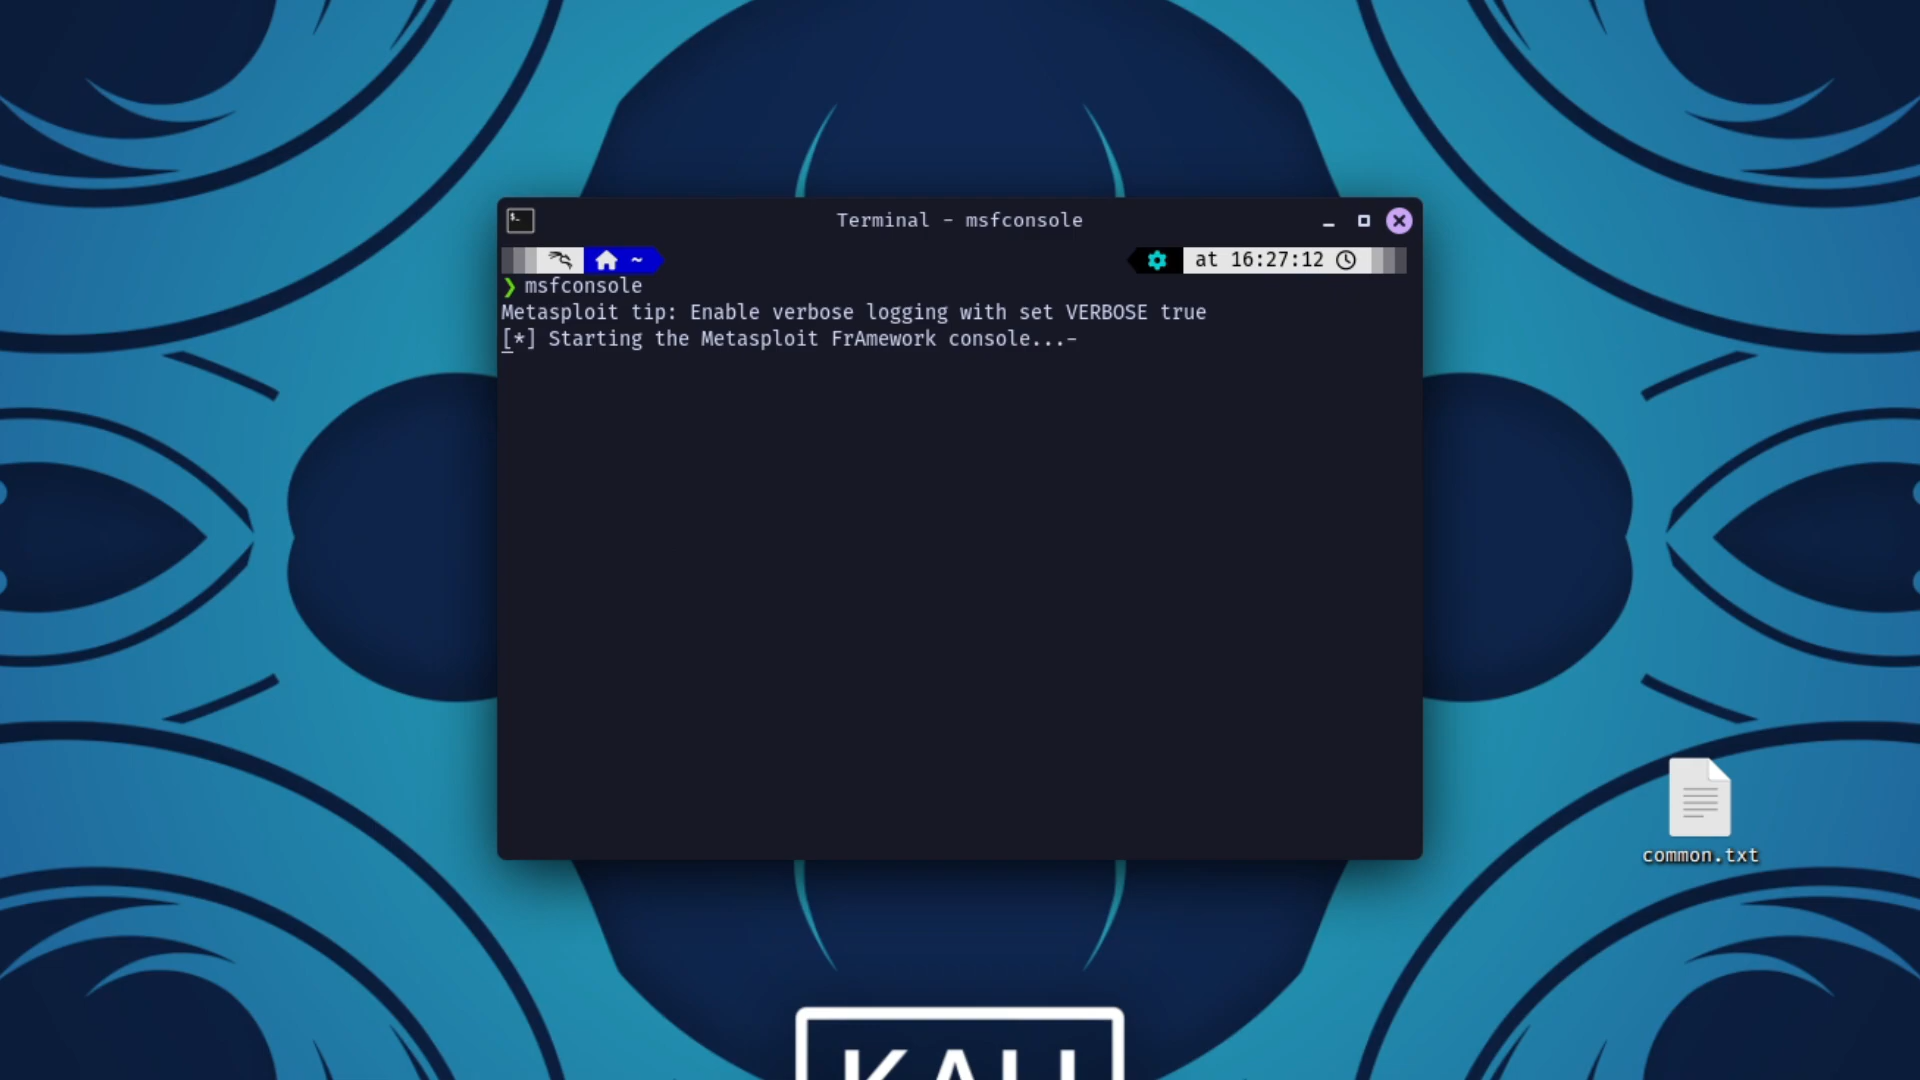 Terminal - msfconsole
~ at 16:27:12
❯ msfconsole
Metasploit tip: Enable verbose logging with set VERBOSE true
[*] Starting the Metasploit FrAmework console...-
common.txt
KALI